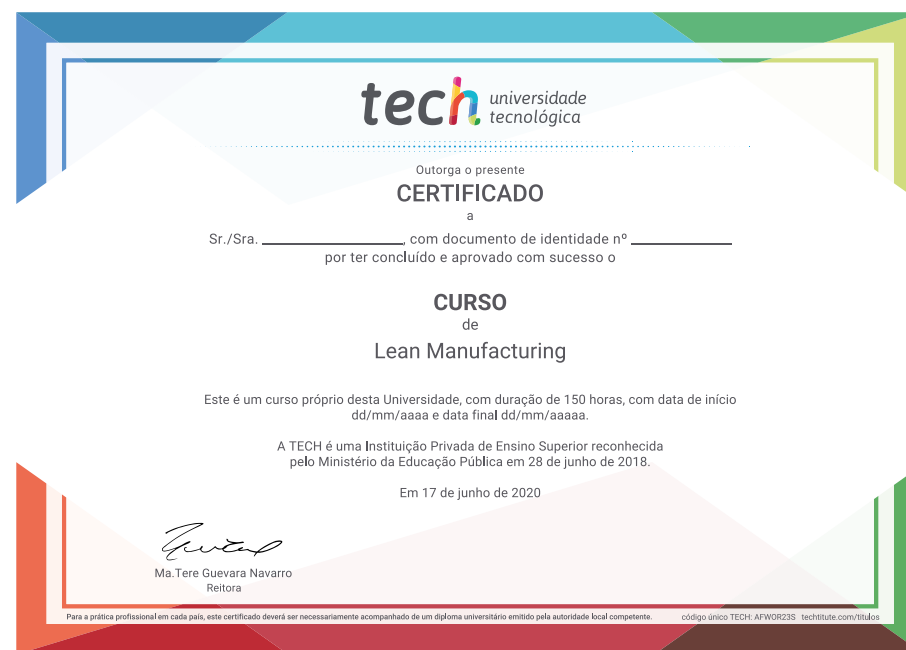 tech universidade
tecnológica
Outorga o presente
CERTIFICADO
a
Sr./Sra. ________________, com documento de identidade nº ____________
por ter concluído e aprovado com sucesso o
CURSO
de
Lean Manufacturing
Este é um curso próprio desta Universidade, com duração de 150 horas, com data de início
dd/mm/aaaa e data final dd/mm/aaaaa.
A TECH é uma Instituição Privada de Ensino Superior reconhecida
pelo Ministério da Educação Pública em 28 de junho de 2018.
Em 17 de junho de 2020
Ma.Tere Guevara Navarro
Reitora
Para a prática profissional em cada país, este certificado deverá ser necessariamente acompanhado de um diploma universitário emitido pela autoridade local competente. código único TECH: AFWOR23S techtitute.com/titulos